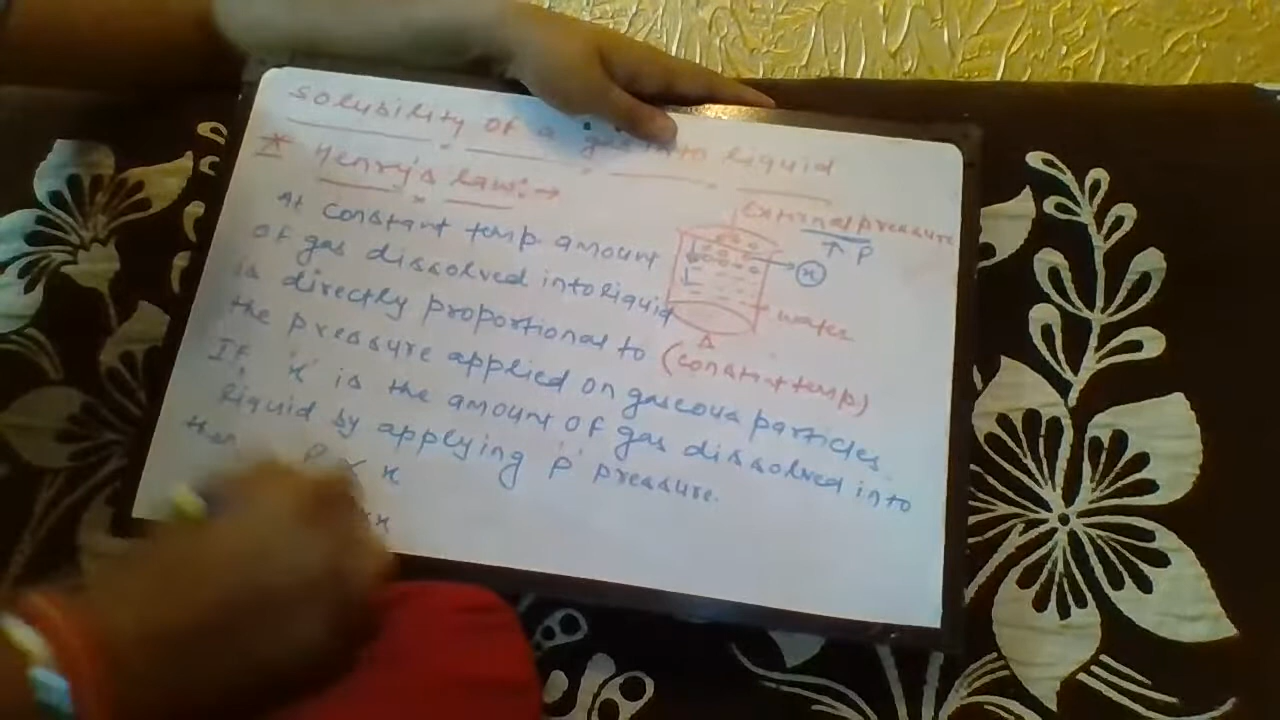 solubility of a gas into liquid
* Henry's law:→
At constant temp. amount
of gas dissolved into liquid
is directly proportional to
the pressure applied on gaseous particles.
If 'x' is the amount of gas dissolved into
liquid by applying 'p' pressure.
then
P ∝ x
x
External pressure
↑ P
x
water
Δ
(constant temp)